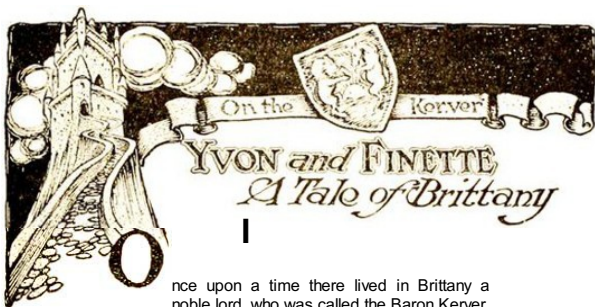 On the Kerver
YVON and FINETTE
A Tale of Brittany
I
Once upon a time there lived in Brittany a
noble lord, who was called the Baron Kerver.